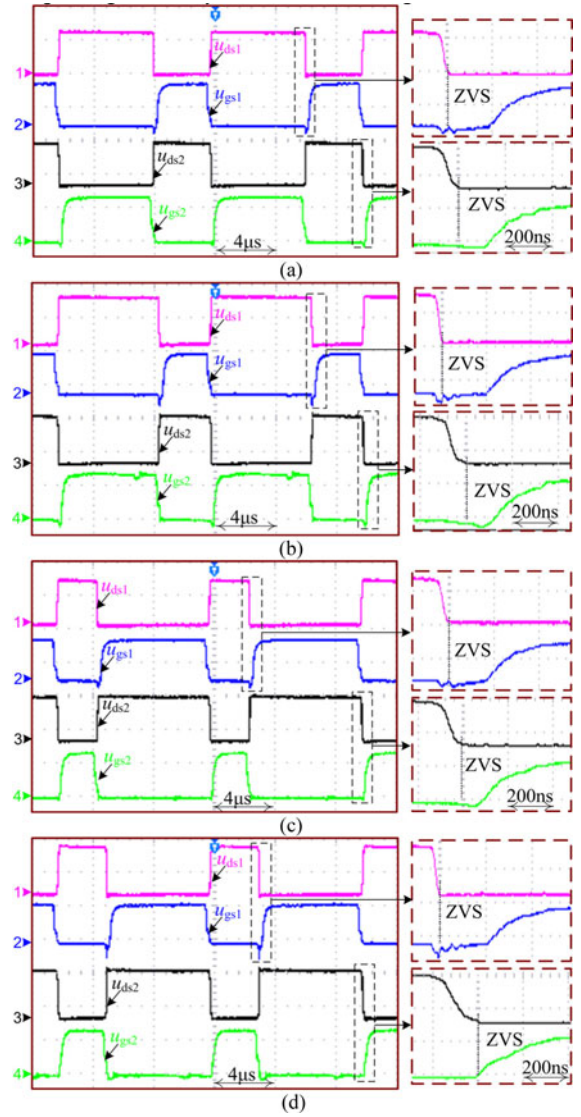 T
1 u_ds1
2 u_gs1
3 u_ds2
4 u_gs2
4μs
ZVS
ZVS
200ns
(a)
T
1 u_ds1
2 u_gs1
3 u_ds2
4 u_gs2
4μs
ZVS
ZVS
200ns
(b)
T
1 u_ds1
2 u_gs1
3 u_ds2
4 u_gs2
4μs
ZVS
ZVS
200ns
(c)
T
1 u_ds1
2 u_gs1
3 u_ds2
4 u_gs2
4μs
ZVS
ZVS
200ns
(d)